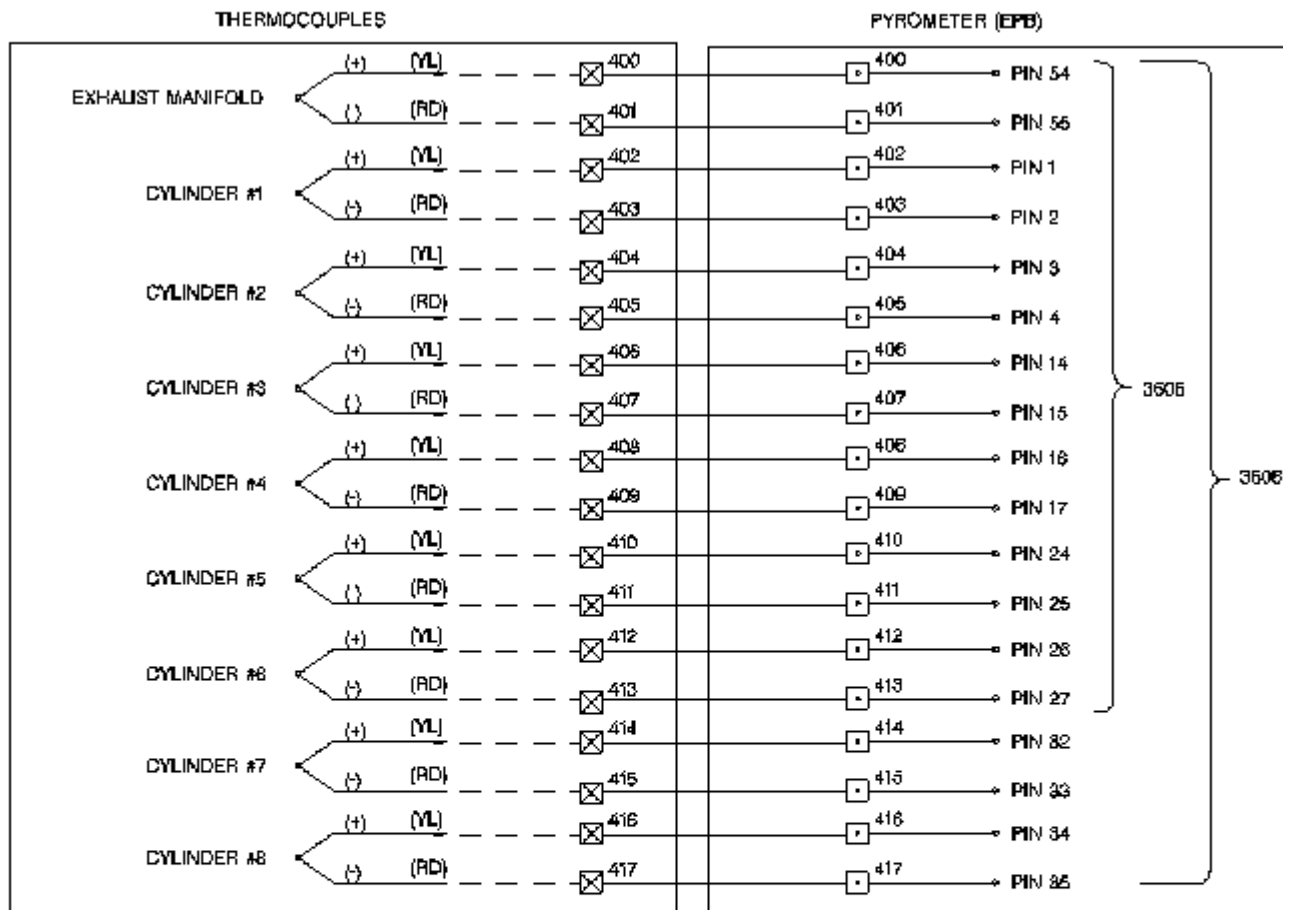 THERMOCOUPLES
PYROMETER (EPB)
(+) (YL) 400 400 PIN 54
EXHAUST MANIFOLD
(-) (RD) 401 401 PIN 55
(+) (YL) 402 402 PIN 1
CYLINDER #1
(-) (RD) 403 403 PIN 2
(+) (YL) 404 404 PIN 3
CYLINDER #2
(-) (RD) 405 405 PIN 4
(+) (YL) 406 406 PIN 14
CYLINDER #3
(-) (RD) 407 407 PIN 15
3606
(+) (YL) 408 408 PIN 16
CYLINDER #4
3608
(-) (RD) 409 409 PIN 17
(+) (YL) 410 410 PIN 24
CYLINDER #5
(-) (RD) 411 411 PIN 25
(+) (YL) 412 412 PIN 26
CYLINDER #6
(-) (RD) 413 413 PIN 27
(+) (YL) 414 414 PIN 32
CYLINDER #7
(-) (RD) 415 415 PIN 33
(+) (YL) 416 416 PIN 34
CYLINDER #8
(-) (RD) 417 417 PIN 35